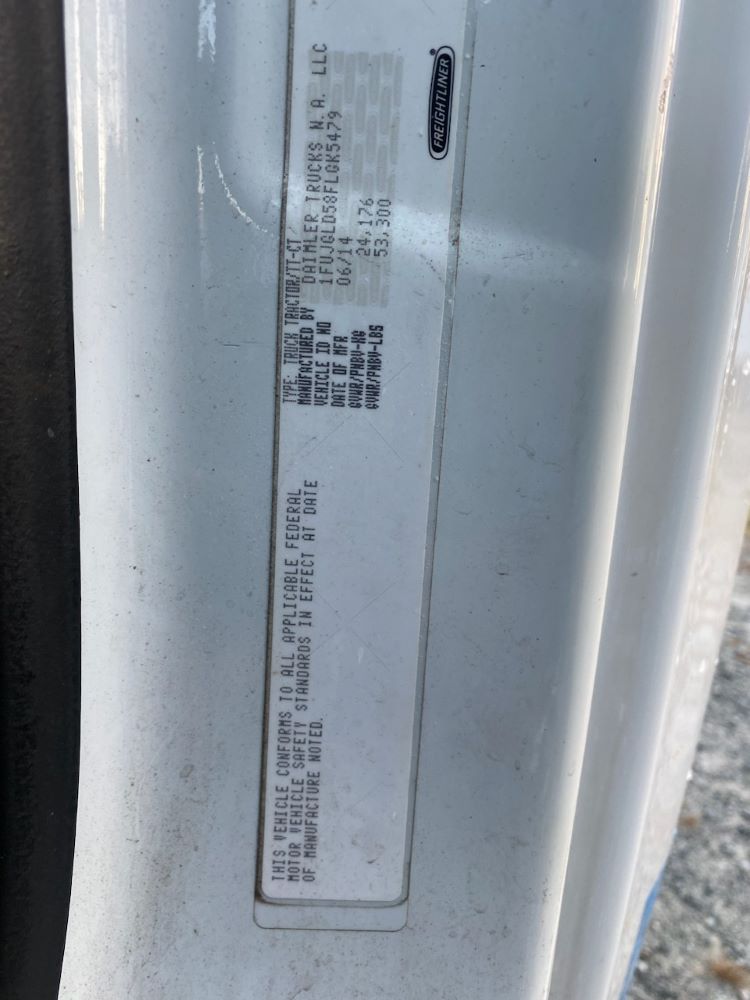 THIS VEHICLE CONFORMS TO ALL APPLICABLE FEDERAL
MOTOR VEHICLE SAFETY STANDARDS IN EFFECT AT DATE
OF MANUFACTURE NOTED.
TYPE: TRUCK TRACTOR/TT-CT
MANUFACTURED BY DAIMLER TRUCKS N.A. LLC
VEHICLE ID NO 1FUJGLD58FLGK5479
DATE OF MFR 06/14
GVWR/PNBV-KG 24,176
GVWR/PNBV-LBS 53,300
FREIGHTLINER®